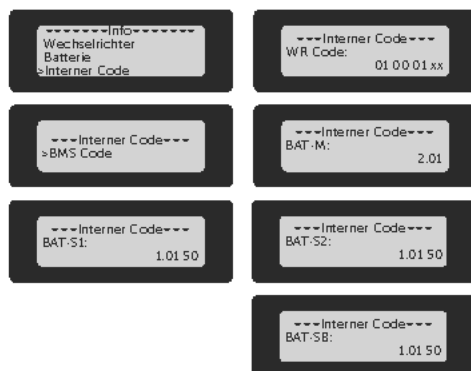 -------Info-------
Wechselrichter
Batterie
>Interner Code
---Interner Code---
WR Code:
01 00 01 xx
---Interner Code---
>BMS Code
---Interner Code---
BAT-M:
2.01
---Interner Code---
BAT-S1:
1.01 50
---Interner Code---
BAT-S2:
1.01 50
---Interner Code---
BAT-S8:
1.01 50